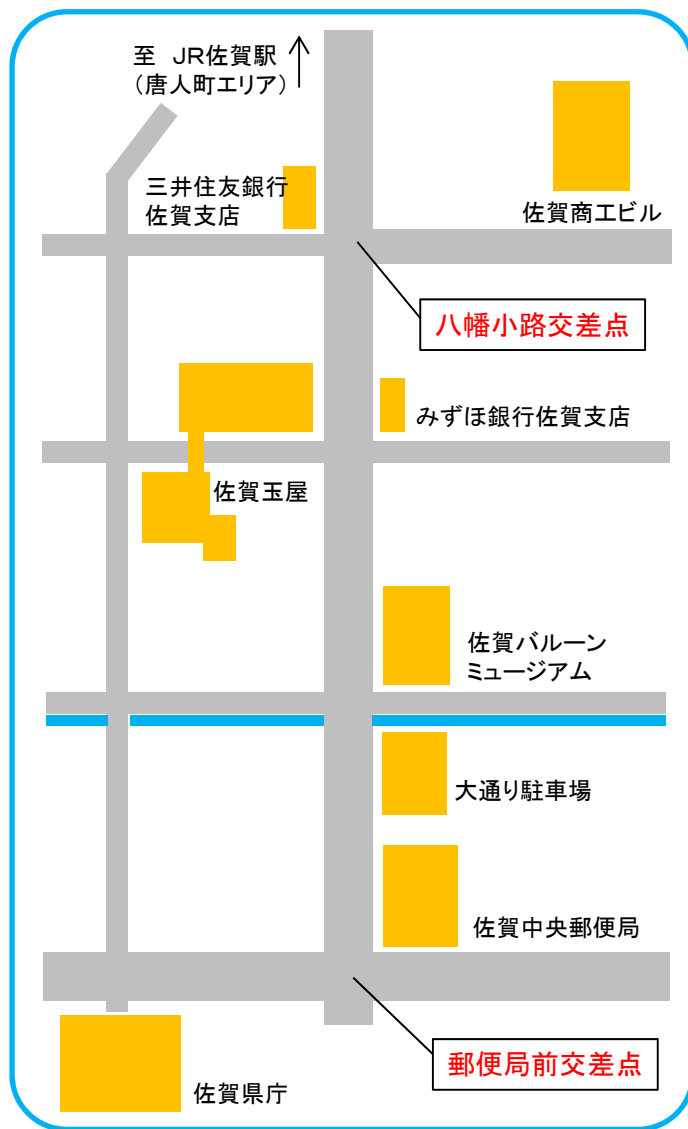 至　JR佐賀駅
（唐人町エリア）
三井住友銀行
佐賀支店
佐賀商工ビル
八幡小路交差点
みずほ銀行佐賀支店
佐賀玉屋
佐賀バルーン
ミュージアム
大通り駐車場
佐賀中央郵便局
郵便局前交差点
佐賀県庁